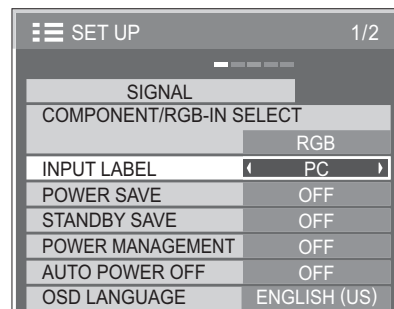 SET UP 1/2
SIGNAL
COMPONENT/RGB-IN SELECT
RGB
INPUT LABEL PC
POWER SAVE OFF
STANDBY SAVE OFF
POWER MANAGEMENT OFF
AUTO POWER OFF OFF
OSD LANGUAGE ENGLISH (US)